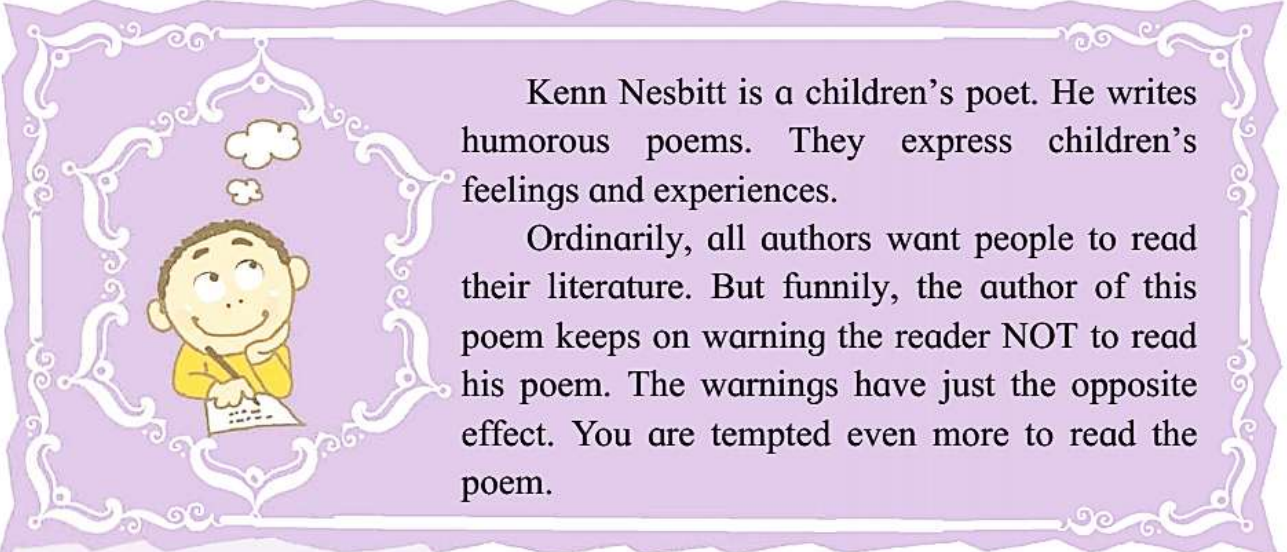 Kenn Nesbitt is a children's poet. He writes
humorous poems. They express children's
feelings and experiences.
Ordinarily, all authors want people to read
their literature. But funnily, the author of this
poem keeps on warning the reader NOT to read
his poem. The warnings have just the opposite
effect. You are tempted even more to read the
poem.